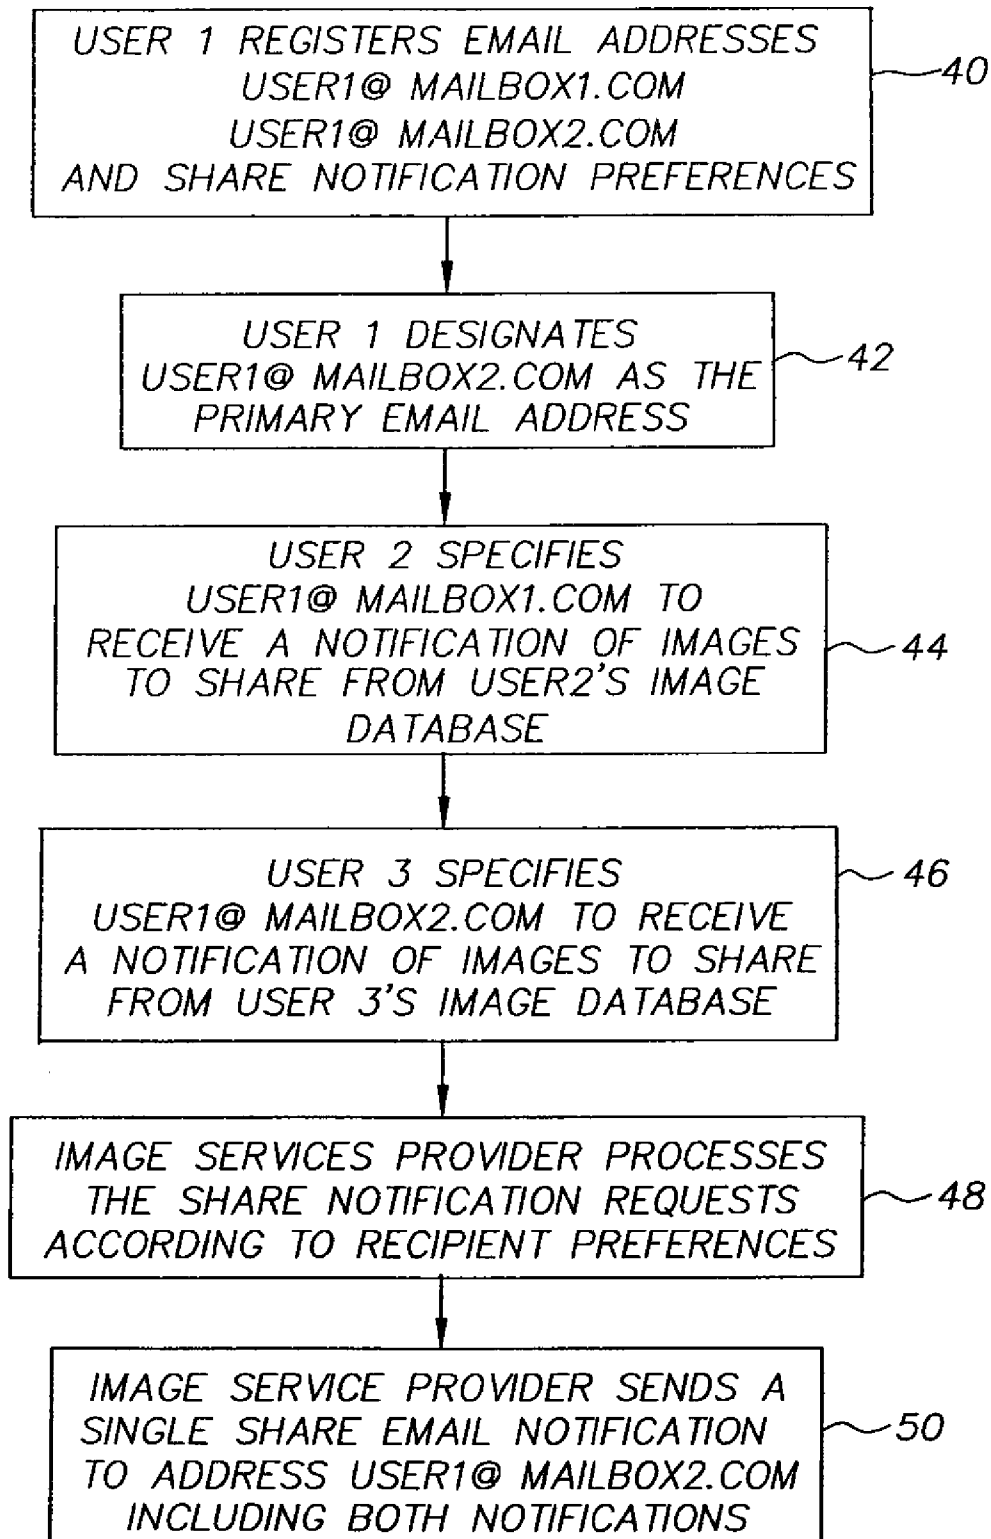 USER 1 REGISTERS EMAIL ADDRESSES
USER1@ MAILBOX1.COM
USER1@ MAILBOX2.COM
AND SHARE NOTIFICATION PREFERENCES
40
USER 1 DESIGNATES
USER1@ MAILBOX2.COM AS THE
PRIMARY EMAIL ADDRESS
42
USER 2 SPECIFIES
USER1@ MAILBOX1.COM TO
RECEIVE A NOTIFICATION OF IMAGES
TO SHARE FROM USER2'S IMAGE
DATABASE
44
USER 3 SPECIFIES
USER1@ MAILBOX2.COM TO RECEIVE
A NOTIFICATION OF IMAGES TO SHARE
FROM USER 3'S IMAGE DATABASE
46
IMAGE SERVICES PROVIDER PROCESSES
THE SHARE NOTIFICATION REQUESTS
ACCORDING TO RECIPIENT PREFERENCES
48
IMAGE SERVICE PROVIDER SENDS A
SINGLE SHARE EMAIL NOTIFICATION
TO ADDRESS USER1@ MAILBOX2.COM
INCLUDING BOTH NOTIFICATIONS
50